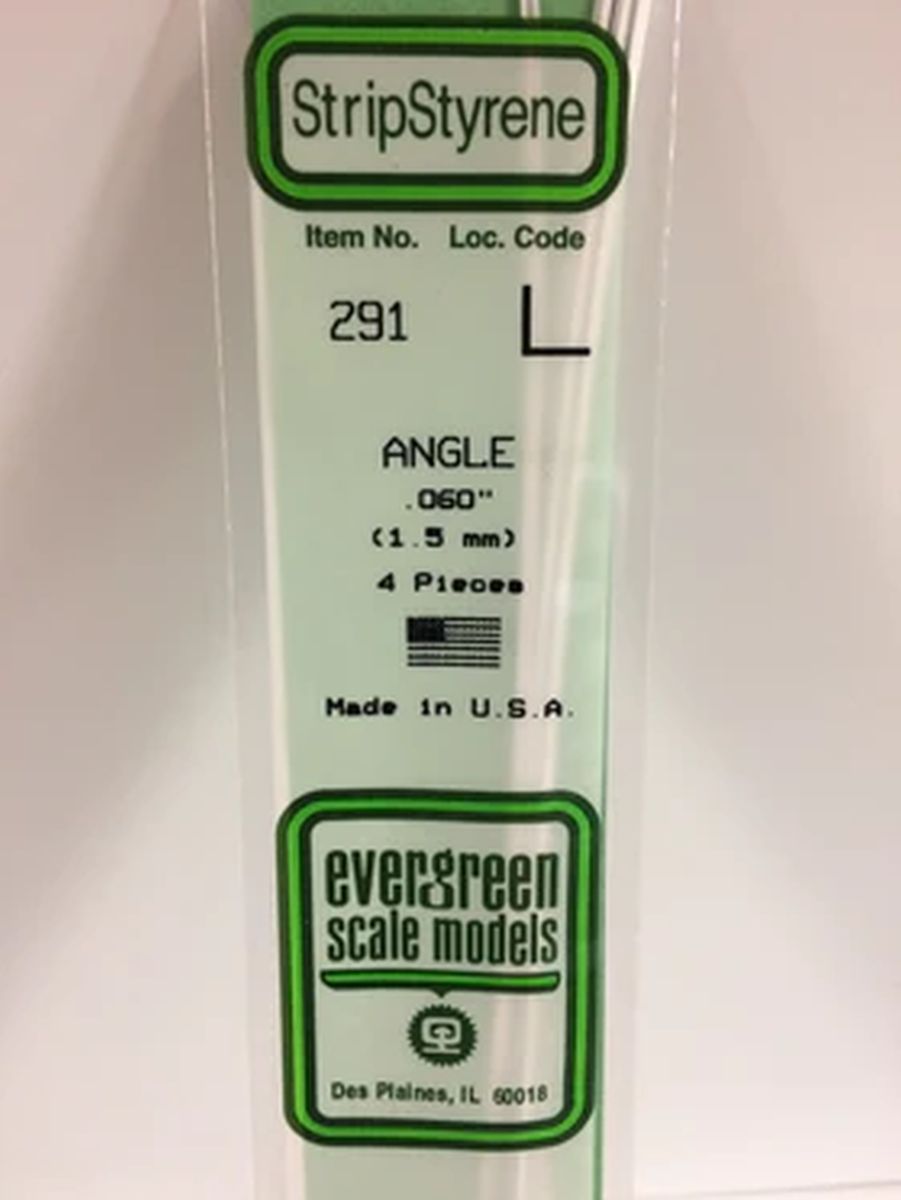 StripStyrene
Item No. Loc. Code
291 L
ANGLE
.060"
(1.5 mm)
4 Pieces
Made in U.S.A.
evergreen
scale models
Des Plaines, IL 60018